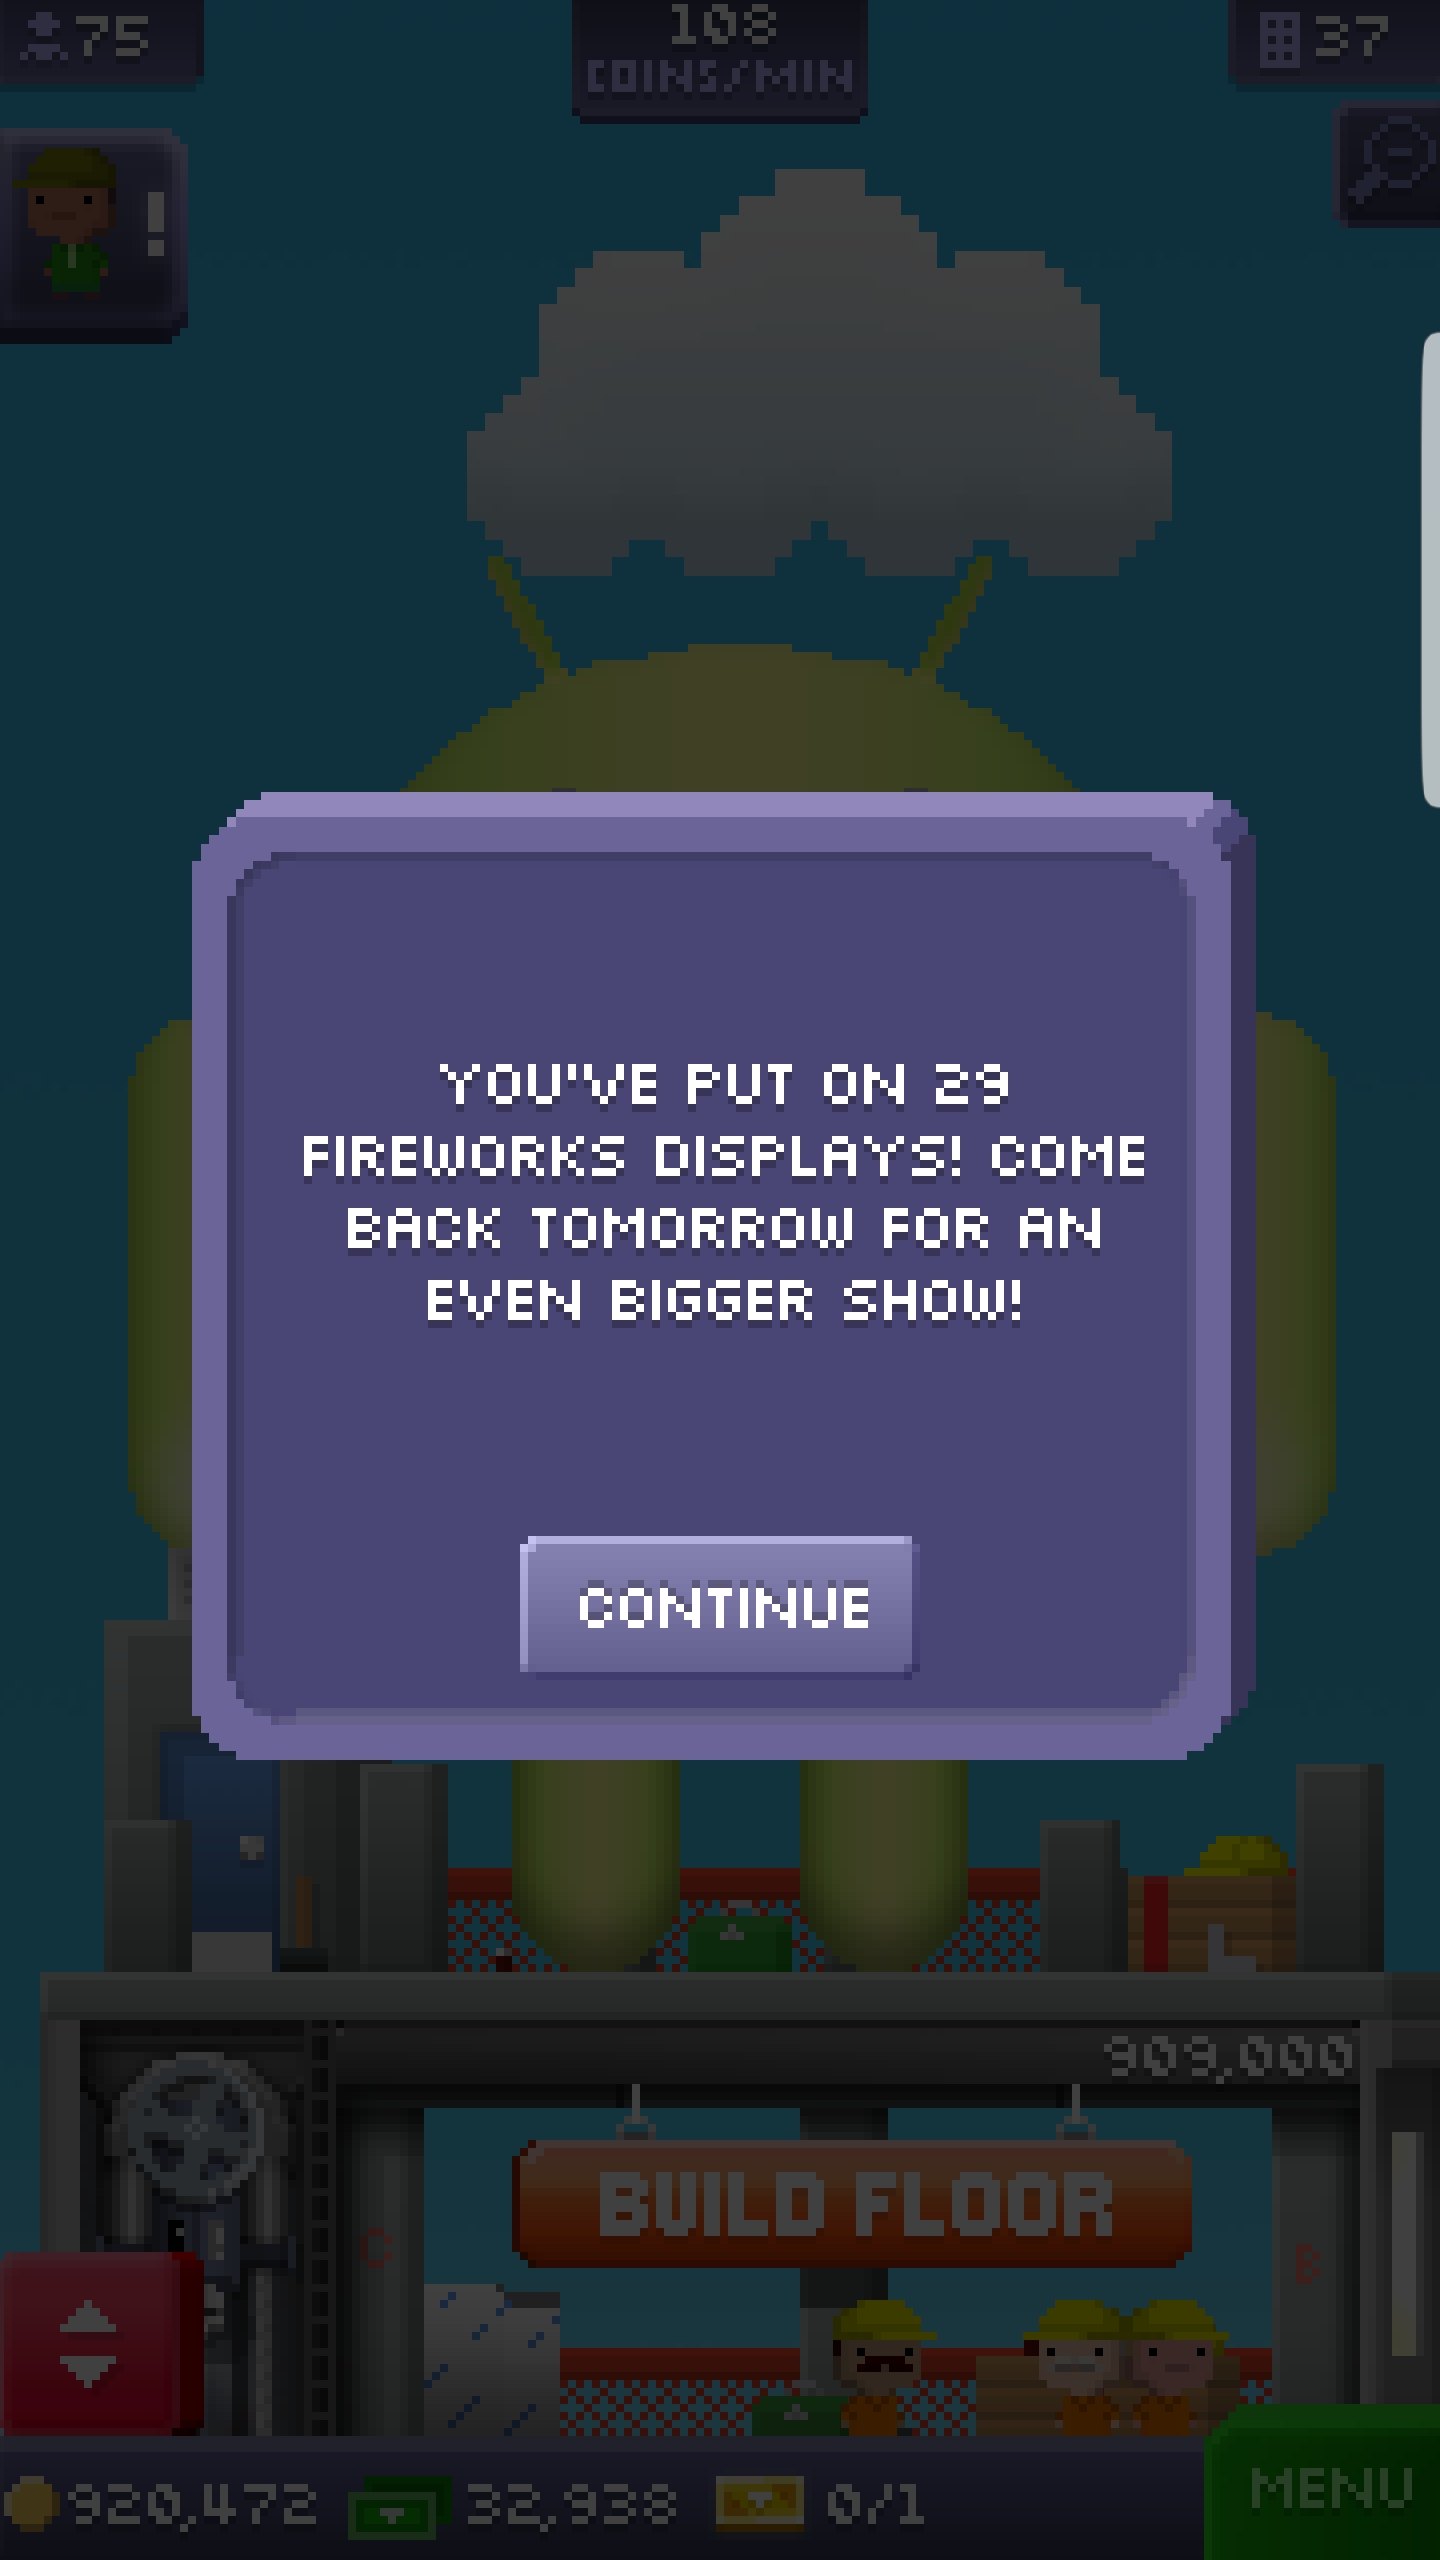 75
108
COINS/MIN
37
!
YOU'VE PUT ON 29
FIREWORKS DISPLAYS! COME
BACK TOMORROW FOR AN
EVEN BIGGER SHOW!
CONTINUE
909,000
BUILD FLOOR
C
B
920,472
32,938
0/1
MENU